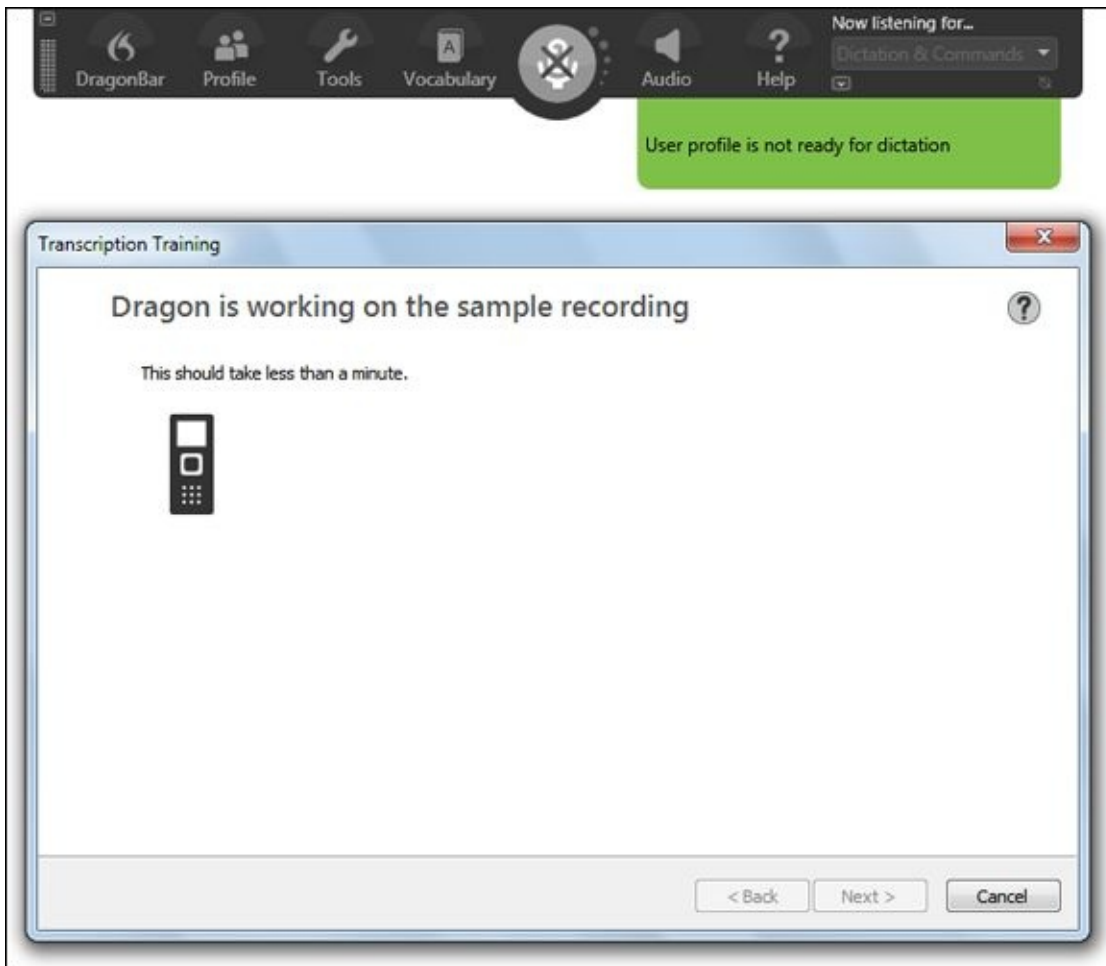 Now listening for...
DragonBar Profile Tools Vocabulary Audio Help Dictation & Commands
User profile is not ready for dictation
Transcription Training
Dragon is working on the sample recording ?
This should take less than a minute.
< Back Next > Cancel